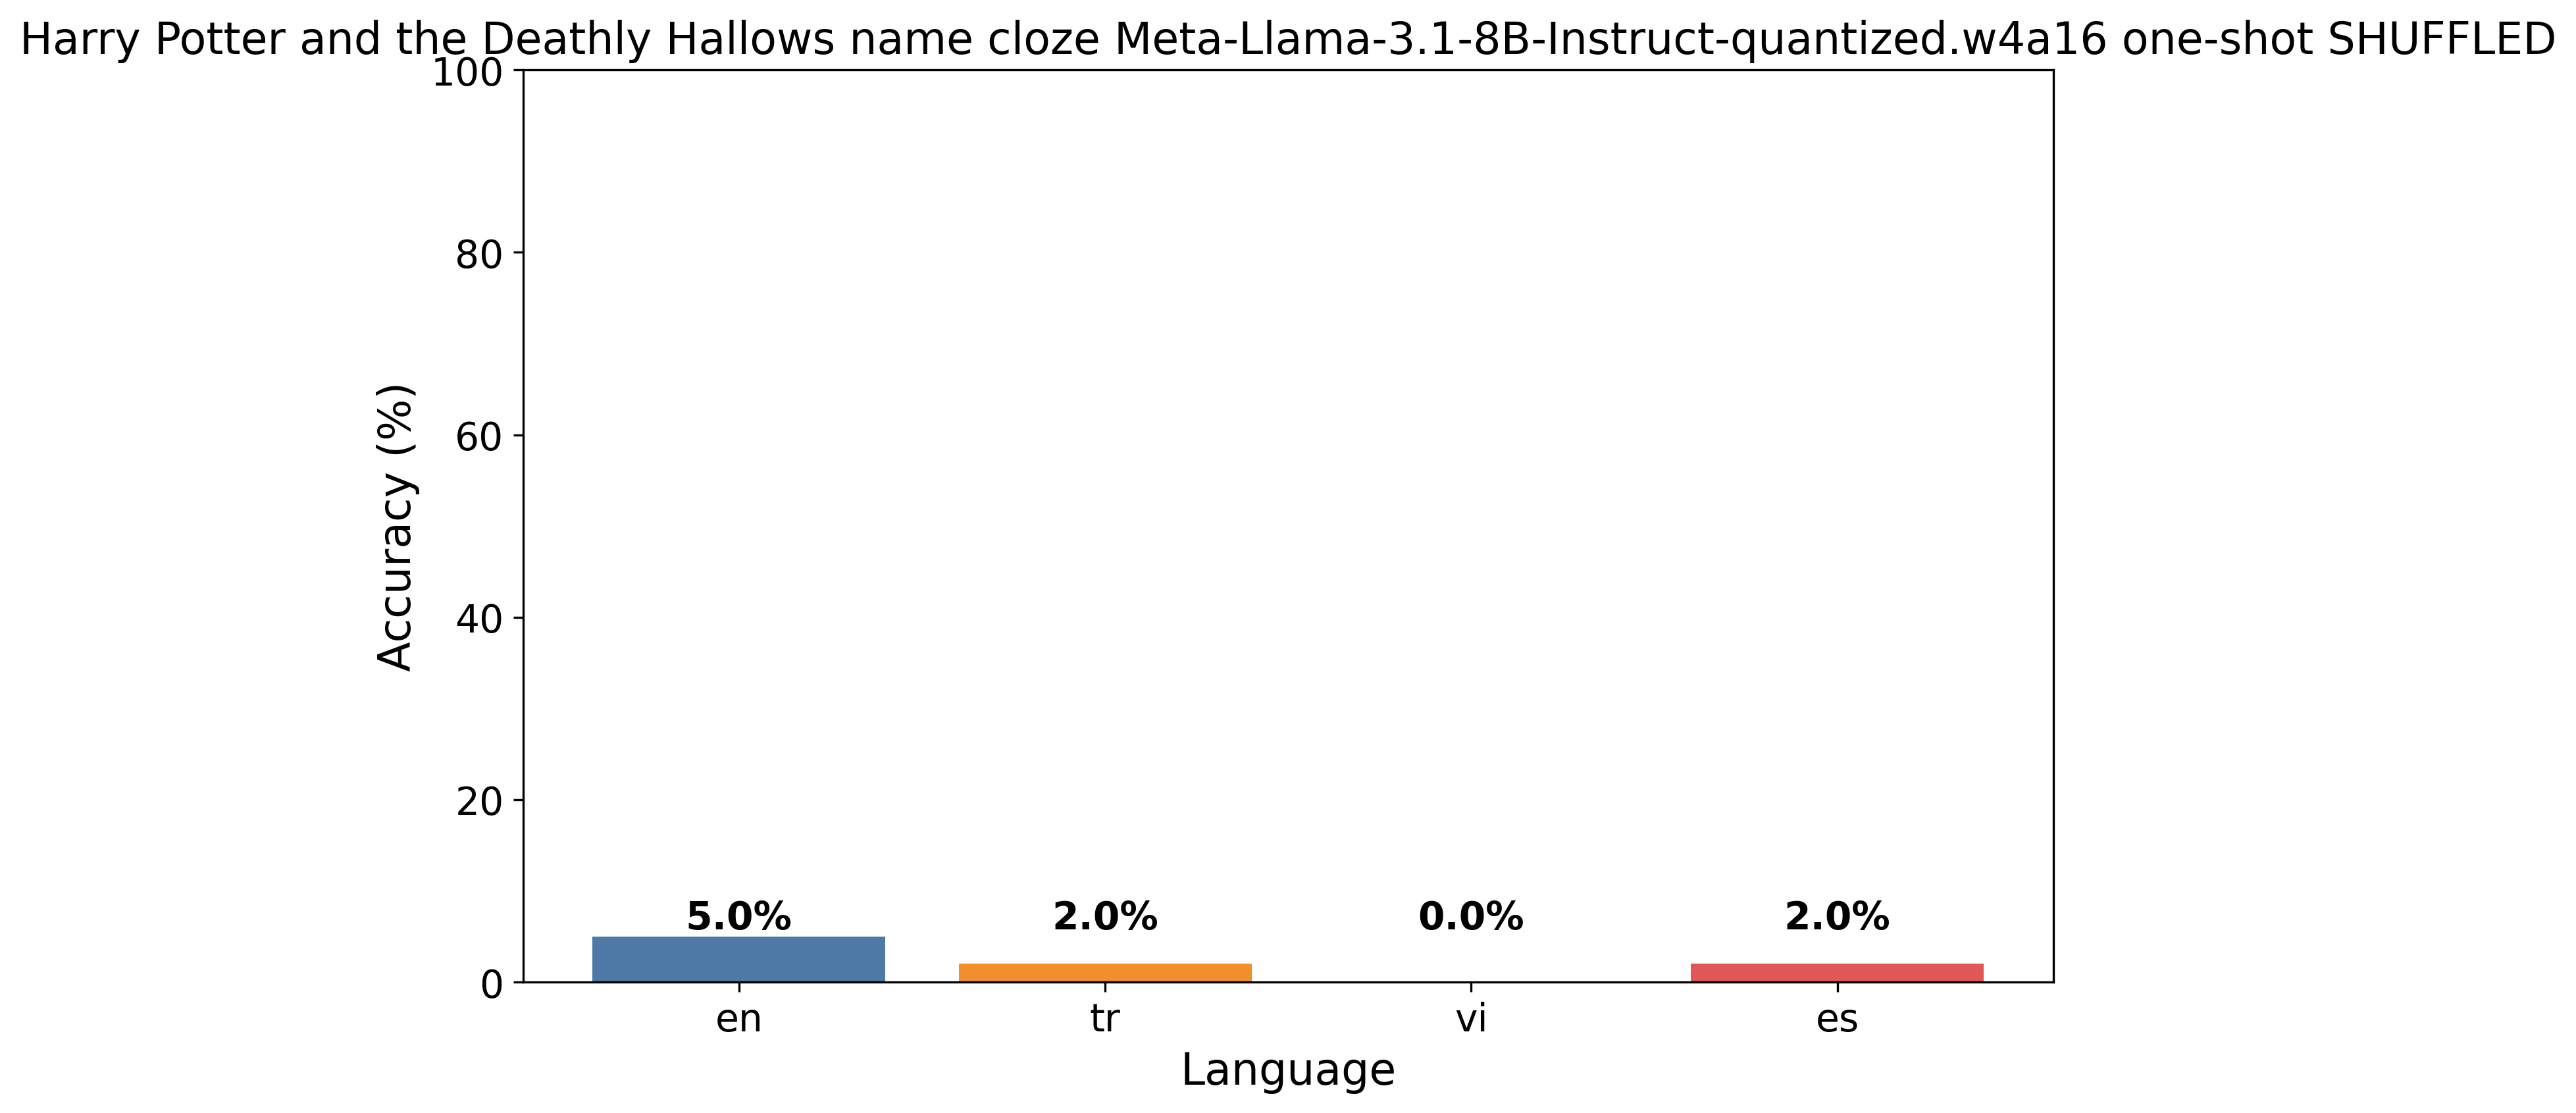 Harry Potter and the Deathly Hallows name cloze Meta-Llama-3.1-8B-Instruct-quantized.w4a16 one-shot SHUFFLED
100
80
60
40
20
0
Accuracy (%)
5.0%
2.0%
0.0%
2.0%
en
tr
vi
es
Language